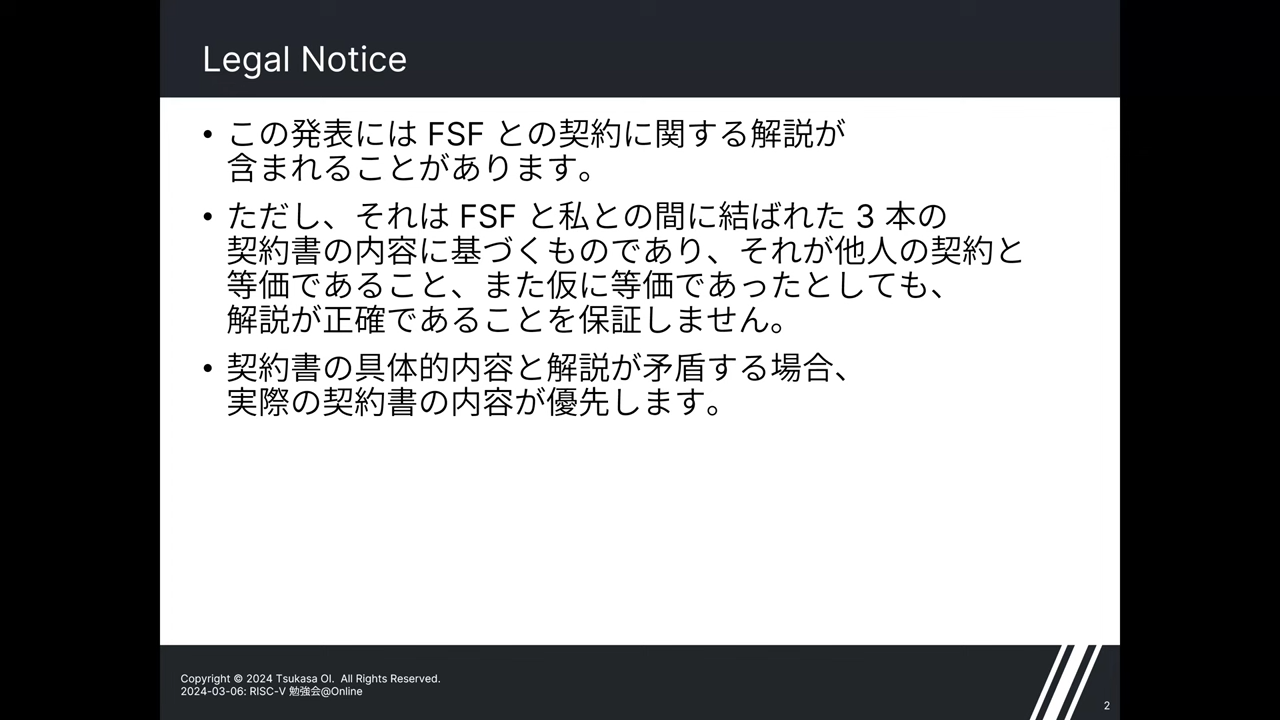 Legal Notice
• この発表には FSF との契約に関する解説が
含まれることがあります。
• ただし、それは FSF と私との間に結ばれた 3 本の
契約書の内容に基づくものであり、それが他人の契約と
等価であること、また仮に等価であったとしても、
解説が正確であることを保証しません。
• 契約書の具体的内容と解説が矛盾する場合、
実際の契約書の内容が優先します。
Copyright © 2024 Tsukasa OI. All Rights Reserved.
2024-03-06: RISC-V 勉強会@Online
2